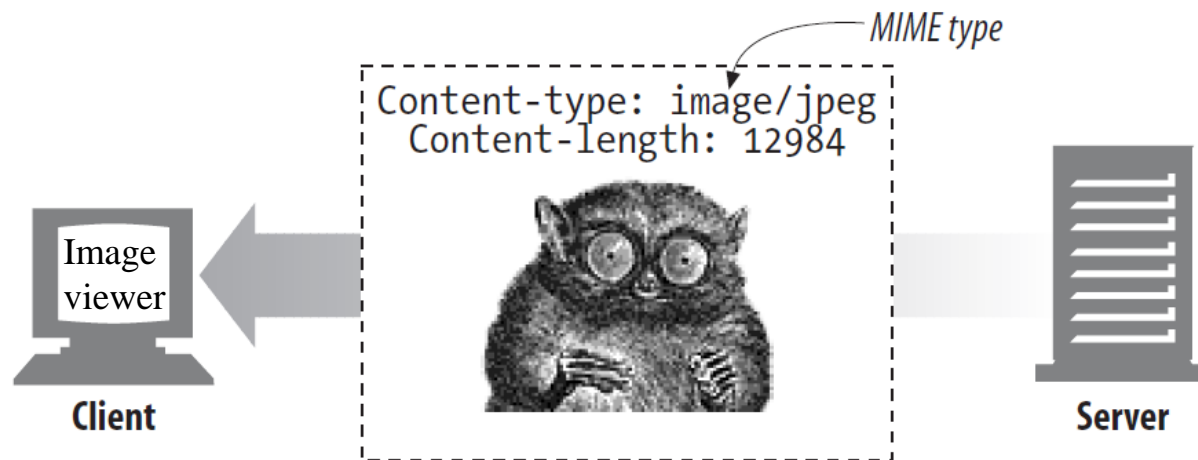 MIME type
Content-type: image/jpeg
Content-length: 12984
Image
viewer
Client
Server